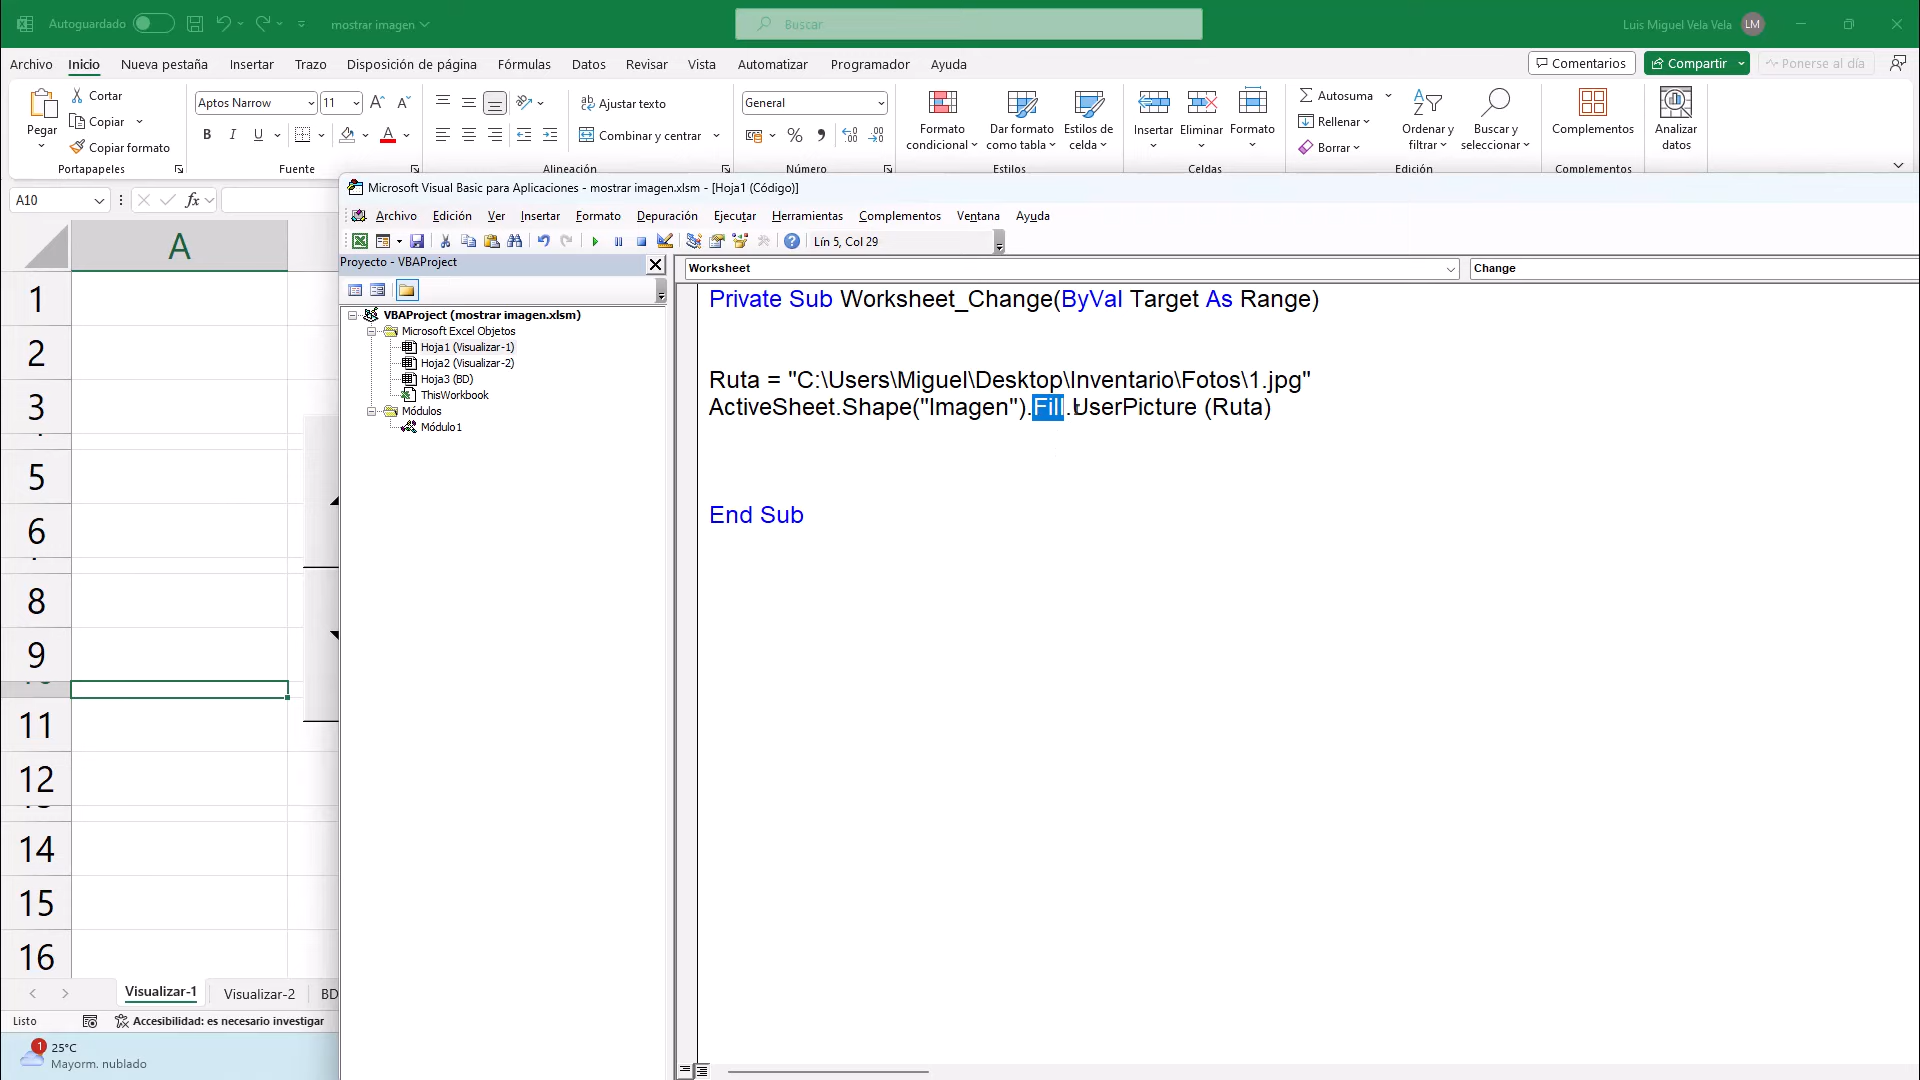 Autoguardado
mostrar imagen
Buscar
Luis Miguel Vela Vela
LM
Archivo Inicio Nueva pestaña Insertar Trazo Disposición de página Fórmulas Datos Revisar Vista Automatizar Programador Ayuda
Comentarios
Compartir
Ponerse al día
Pegar
Cortar
Copiar
Copiar formato
Portapapeles
Aptos Narrow
11
N K S
Fuente
Ajustar texto
Combinar y centrar
Alineación
General
%
Número
Formato condicional
Dar formato como tabla
Estilos de celda
Estilos
Insertar
Eliminar
Formato
Celdas
Autosuma
Rellenar
Borrar
Ordenar y filtrar
Buscar y seleccionar
Edición
Complementos
Complementos
Analizar datos
A10
fx
A
1
2
3
5
6
8
9
11
12
14
15
16
Microsoft Visual Basic para Aplicaciones - mostrar imagen.xlsm - [Hoja1 (Código)]
Archivo Edición Ver Insertar Formato Depuración Ejecutar Herramientas Complementos Ventana Ayuda
Lín 5, Col 29
Proyecto - VBAProject
VBAProject (mostrar imagen.xlsm)
Microsoft Excel Objetos
Hoja1 (Visualizar-1)
Hoja2 (Visualizar-2)
Hoja3 (BD)
ThisWorkbook
Módulos
Módulo1
Worksheet
Change
Private Sub Worksheet_Change(ByVal Target As Range)
Ruta = "C:\Users\Miguel\Desktop\Inventario\Fotos\1.jpg"
ActiveSheet.Shape("Imagen").Fill.UserPicture (Ruta)
End Sub
Visualizar-1 Visualizar-2 BD
Listo
Accesibilidad: es necesario investigar
1
25°C
Mayorm. nublado